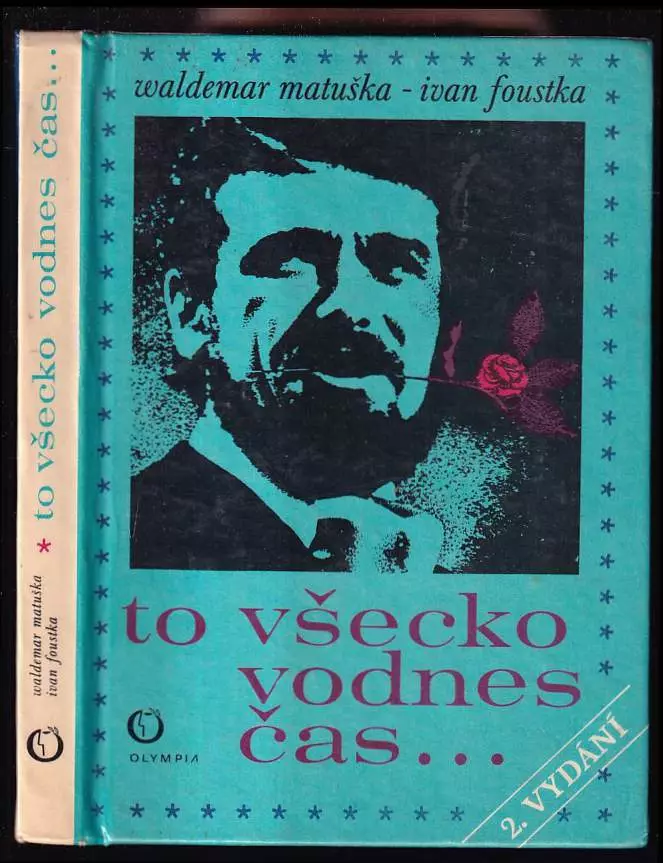 to všecko vodnes čas...
* waldemar matuška
ivan foustka
* * * * * * * * * * * * * * *
waldemar matuška - ivan foustka
to všecko
vodnes
čas...
OLYMPIA
2. VYDÁNÍ